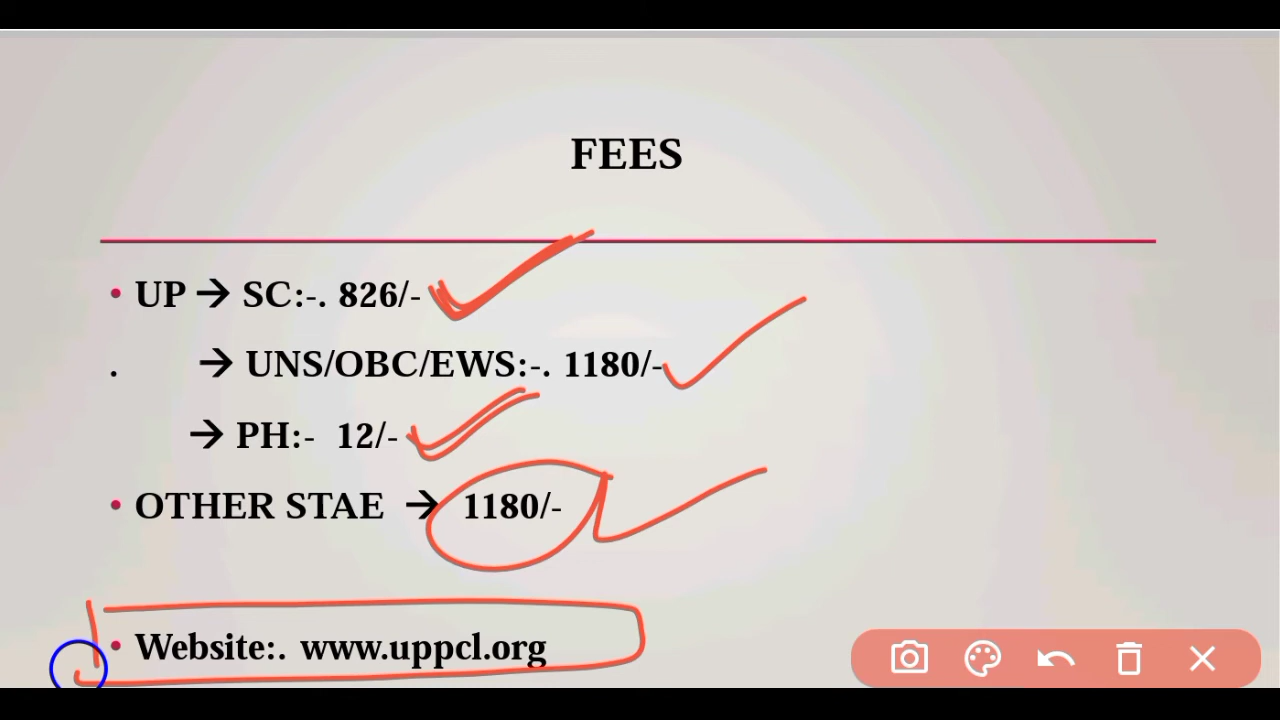 FEES
• UP → SC:-. 826/-
. → UNS/OBC/EWS:-. 1180/-
→ PH:- 12/-
• OTHER STAE → 1180/-
• Website:. www.uppcl.org